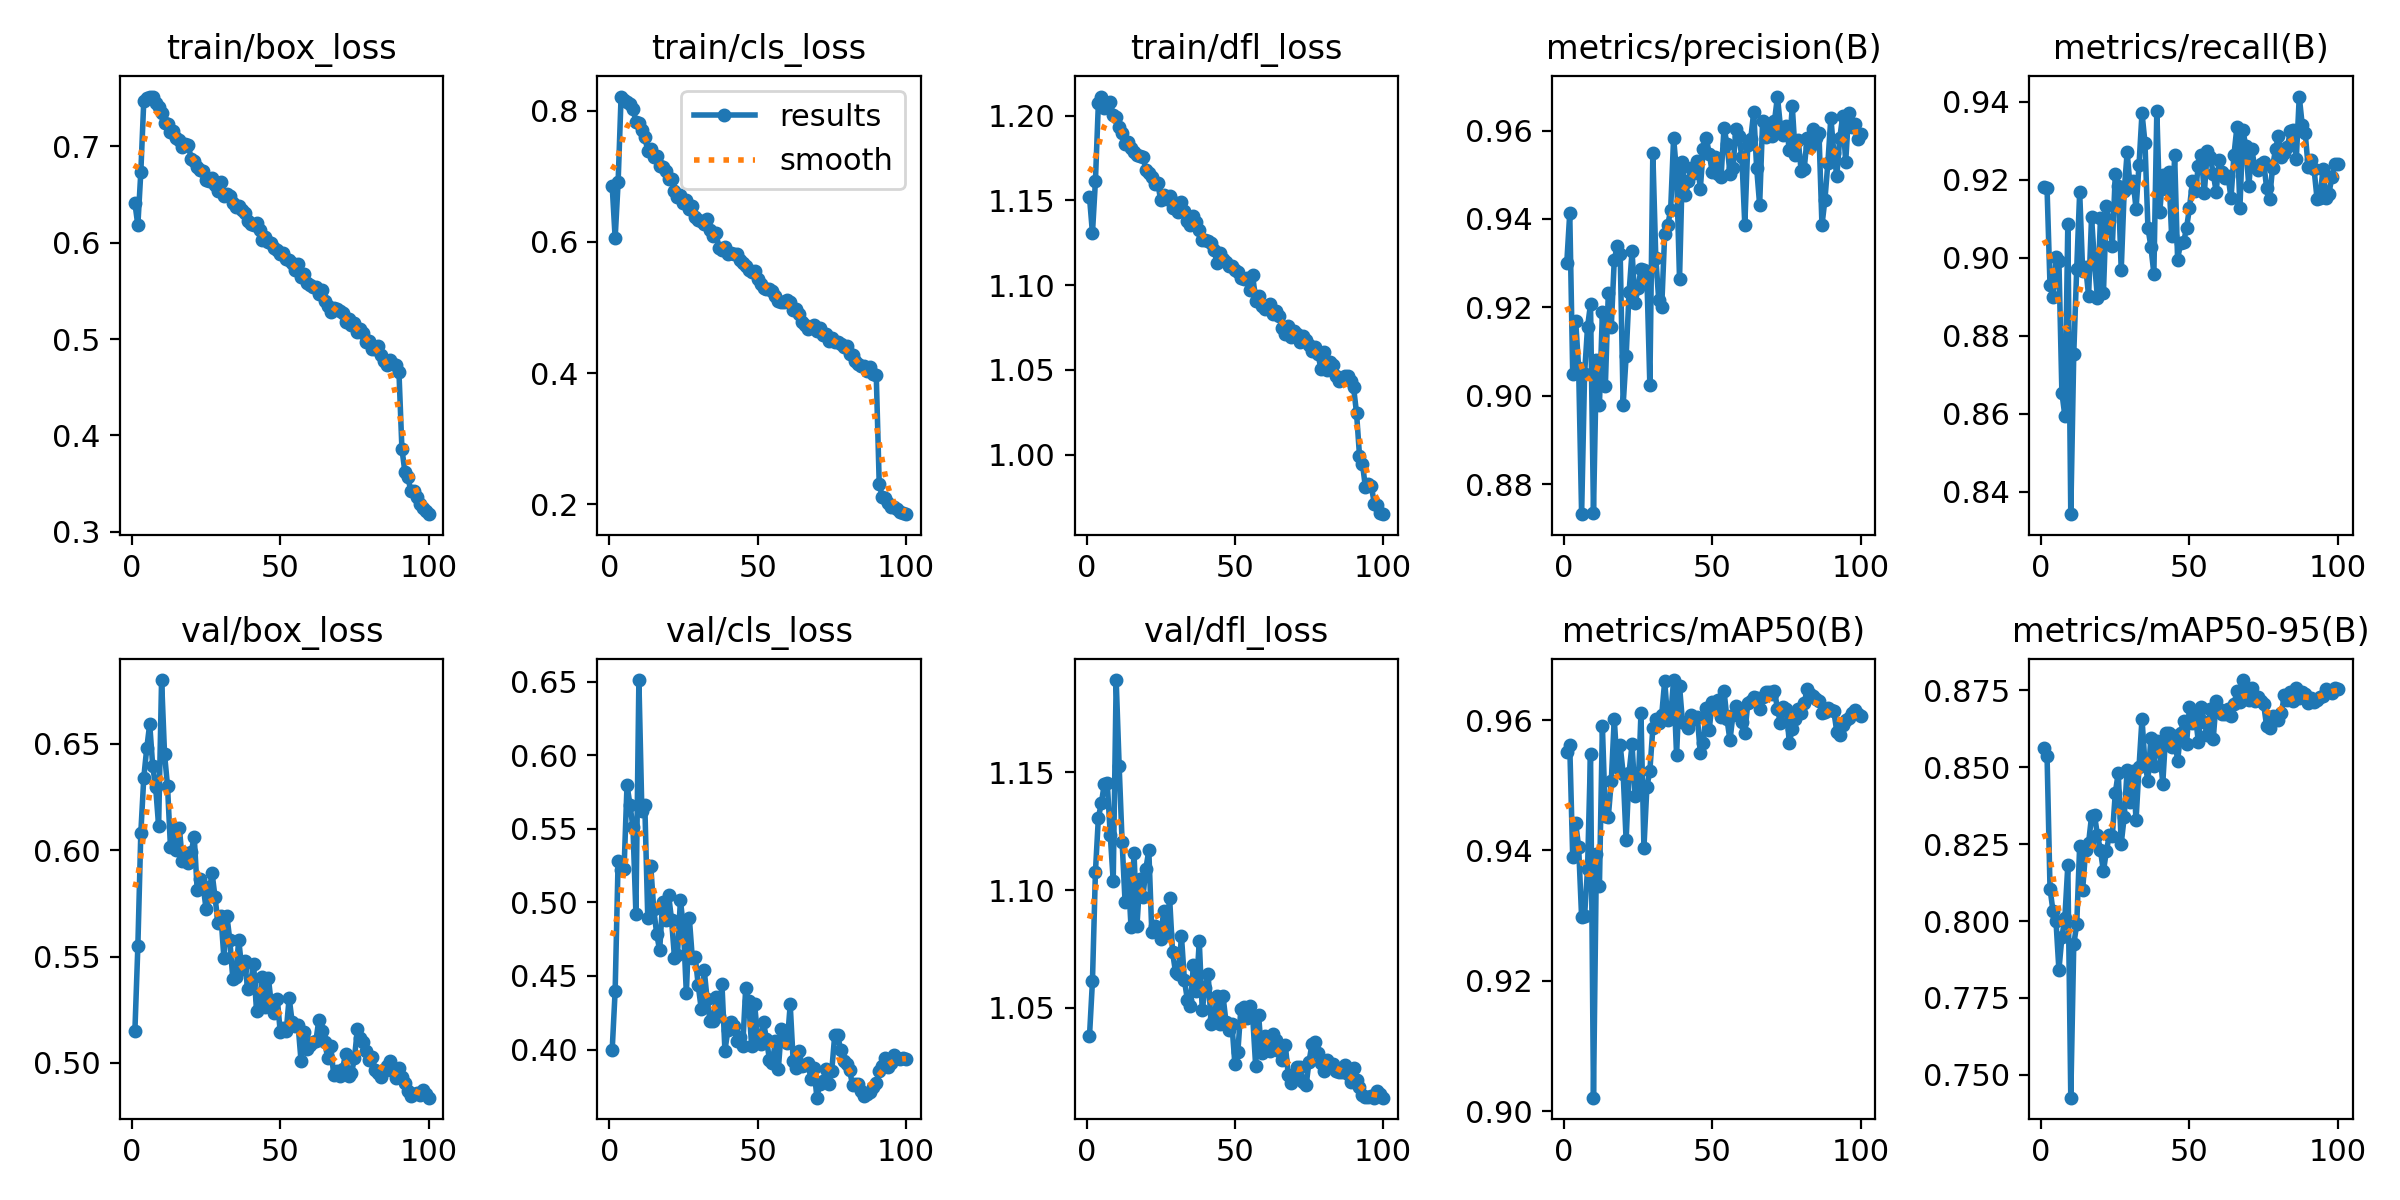 train/box_loss
train/cls_loss
train/dfl_loss
metrics/precision(B)
metrics/recall(B)
0.7
0.6
0.5
0.4
0.3
0 50 100
results
smooth
0.8
0.6
0.4
0.2
0 50 100
1.20
1.15
1.10
1.05
1.00
0 50 100
0.96
0.94
0.92
0.90
0.88
0 50 100
0.94
0.92
0.90
0.88
0.86
0.84
0 50 100
val/box_loss
val/cls_loss
val/dfl_loss
metrics/mAP50(B)
metrics/mAP50-95(B)
0.65
0.60
0.55
0.50
0 50 100
0.65
0.60
0.55
0.50
0.45
0.40
0 50 100
1.15
1.10
1.05
0 50 100
0.96
0.94
0.92
0.90
0 50 100
0.875
0.850
0.825
0.800
0.775
0.750
0 50 100